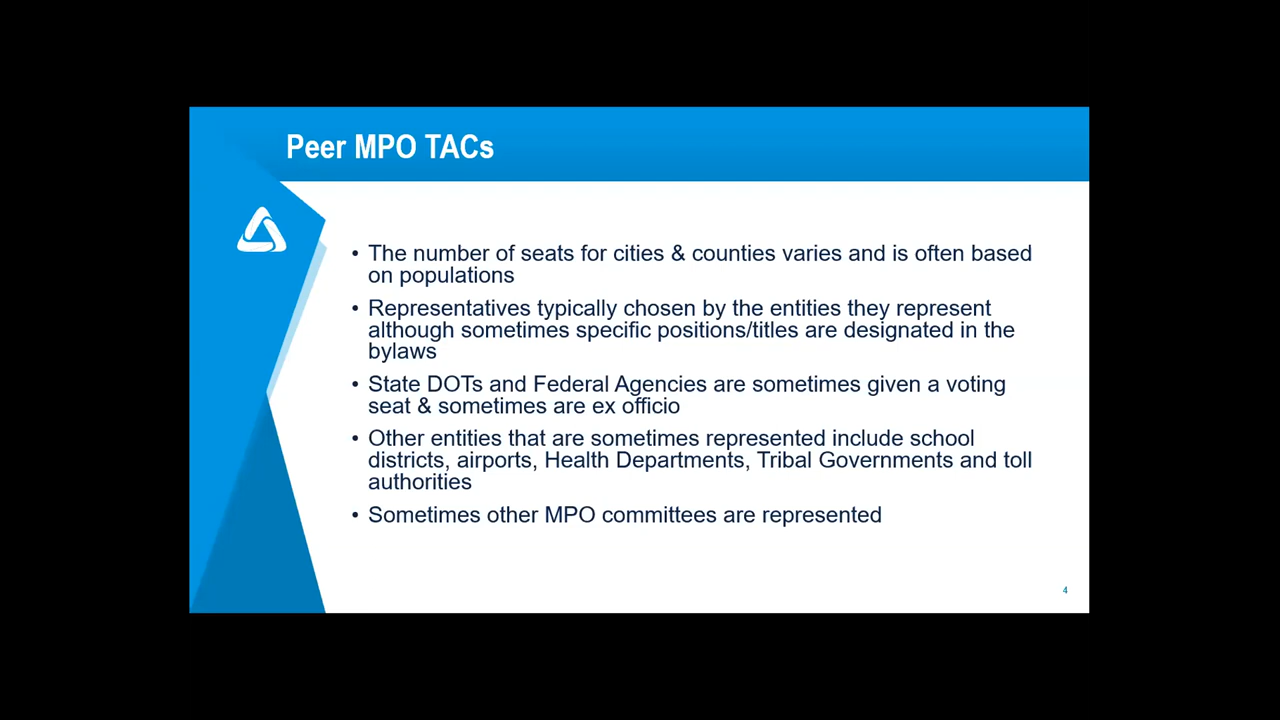 Peer MPO TACs
• The number of seats for cities & counties varies and is often based
on populations
• Representatives typically chosen by the entities they represent
although sometimes specific positions/titles are designated in the
bylaws
• State DOTs and Federal Agencies are sometimes given a voting
seat & sometimes are ex officio
• Other entities that are sometimes represented include school
districts, airports, Health Departments, Tribal Governments and toll
authorities
• Sometimes other MPO committees are represented
4